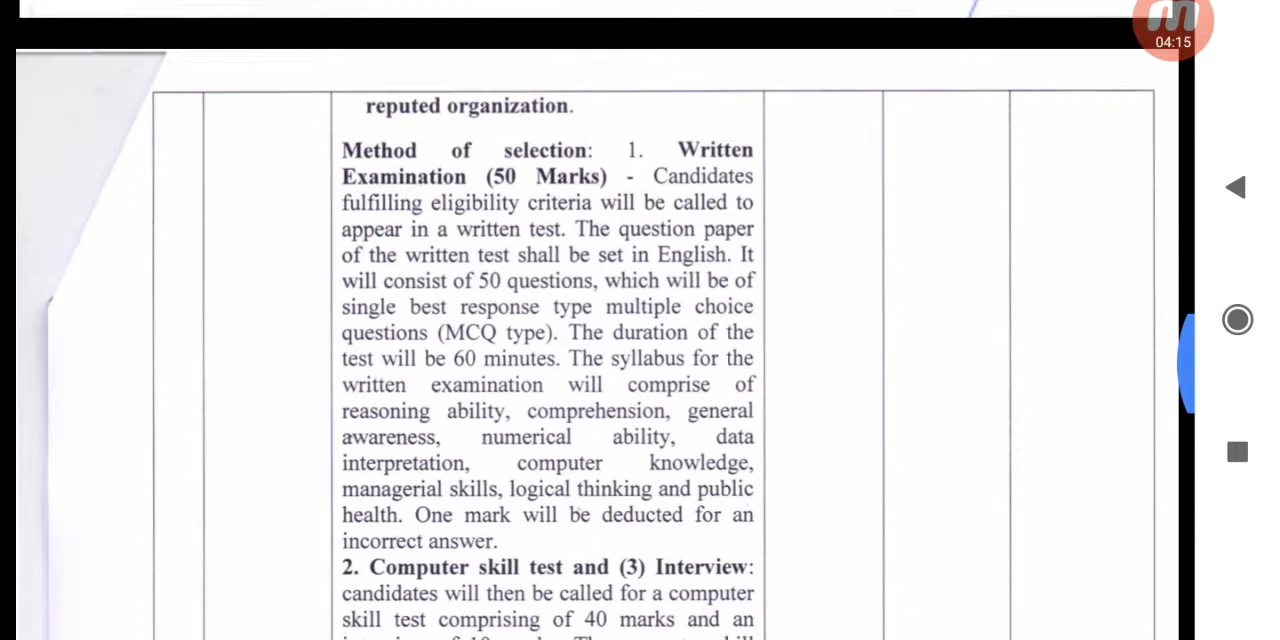 04:15
reputed organization.
Method of selection: 1. Written
Examination (50 Marks) - Candidates
fulfilling eligibility criteria will be called to
appear in a written test. The question paper
of the written test shall be set in English. It
will consist of 50 questions, which will be of
single best response type multiple choice
questions (MCQ type). The duration of the
test will be 60 minutes. The syllabus for the
written examination will comprise of
reasoning ability, comprehension, general
awareness, numerical ability, data
interpretation, computer knowledge,
managerial skills, logical thinking and public
health. One mark will be deducted for an
incorrect answer.
2. Computer skill test and (3) Interview:
candidates will then be called for a computer
skill test comprising of 40 marks and an